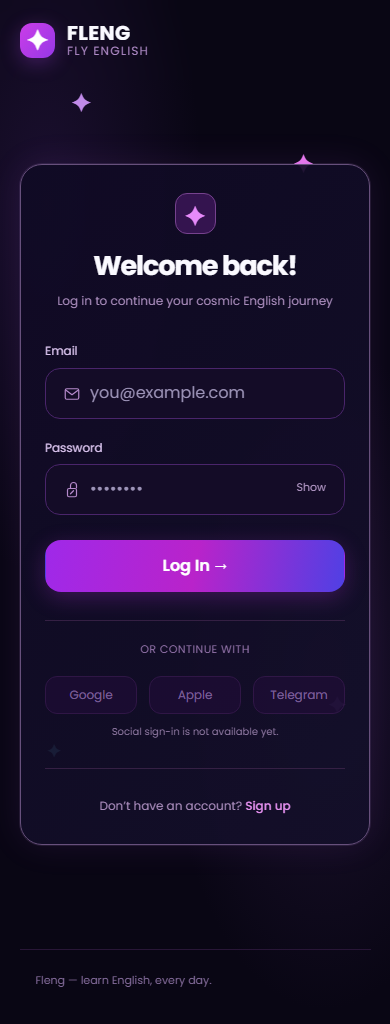 FLENG
FLY ENGLISH
Welcome back!
Log in to continue your cosmic English journey
Email
you@example.com
Password
••••••••
Show
Log In →
OR CONTINUE WITH
Google Apple Telegram
Social sign-in is not available yet.
Don’t have an account? Sign up
Fleng — learn English, every day.